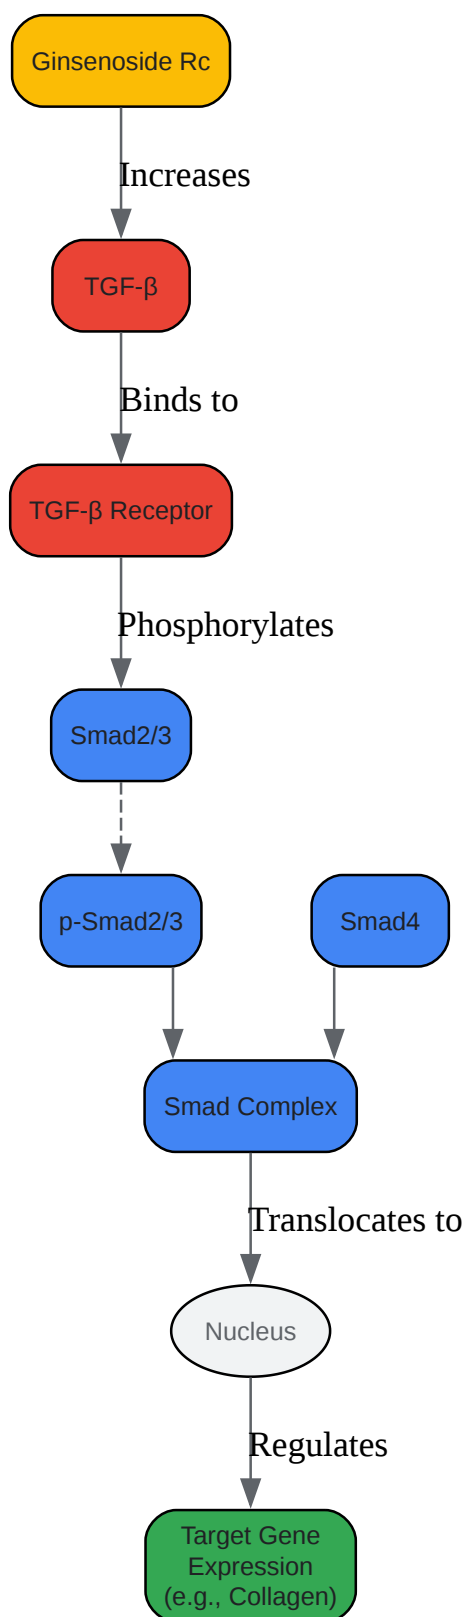 Ginsenoside Rc
Increases
TGF-β
Binds to
TGF-β Receptor
Phosphorylates
Smad2/3
p-Smad2/3
Smad4
Smad Complex
Translocates to
Nucleus
Regulates
Target Gene
Expression
(e.g., Collagen)